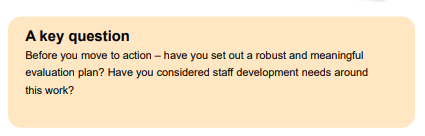 A key question
Before you move to action – have you set out a robust and meaningful
evaluation plan? Have you considered staff development needs around
this work?